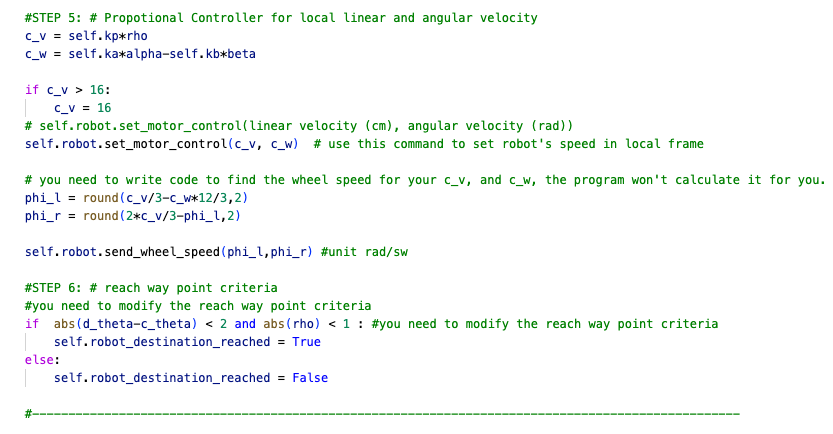 #STEP 5: # Propotional Controller for local linear and angular velocity
c_v = self.kp*rho
c_w = self.ka*alpha-self.kb*beta
if c_v > 16:
c_v = 16
# self.robot.set_motor_control(linear velocity (cm), angular velocity (rad))
self.robot.set_motor_control(c_v, c_w)  # use this command to set robot's speed in local frame
# you need to write code to find the wheel speed for your c_v, and c_w, the program won't calculate it for you.
phi_l = round(c_v/3-c_w*12/3,2)
phi_r = round(2*c_v/3-phi_l,2)
self.robot.send_wheel_speed(phi_l,phi_r) #unit rad/sw
#STEP 6: # reach way point criteria
#you need to modify the reach way point criteria
if  abs(d_theta-c_theta) < 2 and abs(rho) < 1 : #you need to modify the reach way point criteria
self.robot_destination_reached = True
else:
self.robot_destination_reached = False
#--------------------------------------------------------------------------------------------------